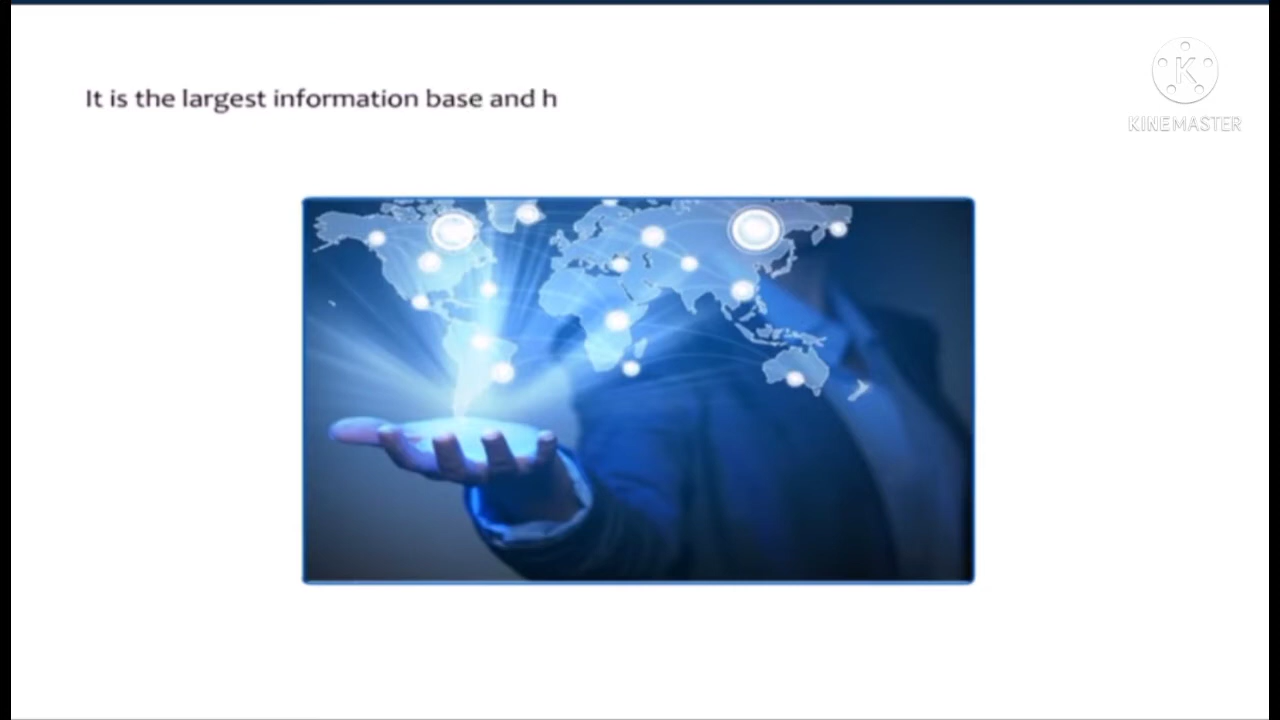 It is the largest information base and h
KINEMASTER